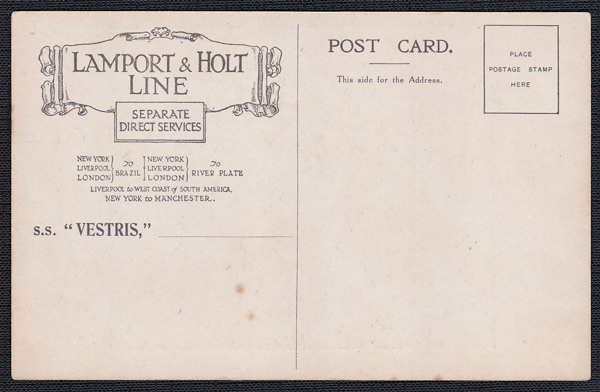 LAMPORT & HOLT
LINE
SEPARATE
DIRECT SERVICES
NEW YORK
LIVERPOOL
LONDON
TO
BRAZIL
NEW YORK
LIVERPOOL
LONDON
TO
RIVER PLATE
LIVERPOOL to WEST COAST of SOUTH AMERICA.
NEW YORK to MANCHESTER.
S.S. "VESTRIS,"
POST CARD.
This side for the Address.
PLACE
POSTAGE STAMP
HERE